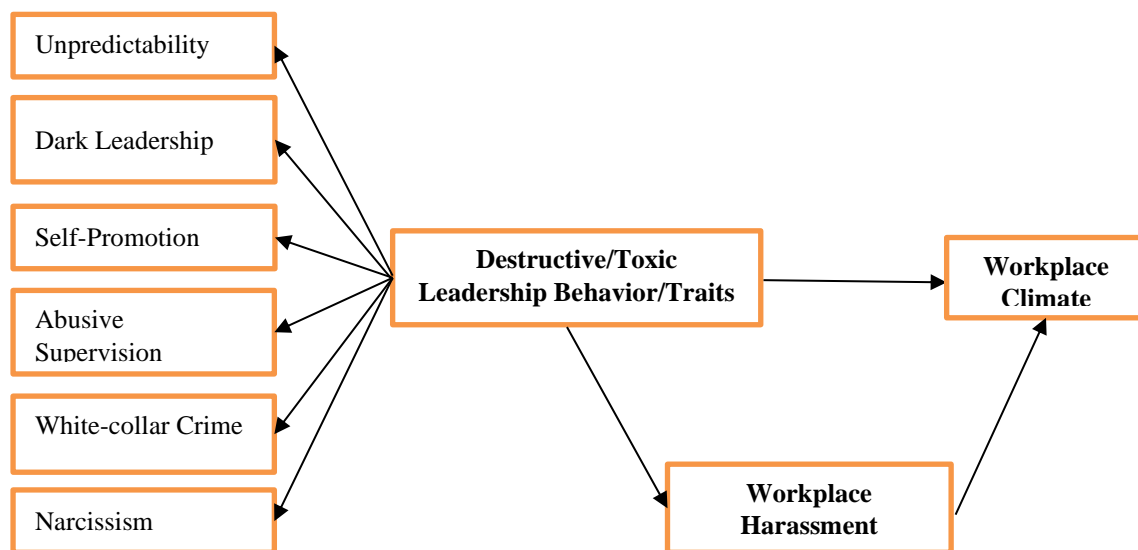 Unpredictability
Dark Leadership
Self-Promotion
Abusive
Supervision
White-collar Crime
Narcissism
Destructive/Toxic
Leadership Behavior/Traits
Workplace
Climate
Workplace
Harassment